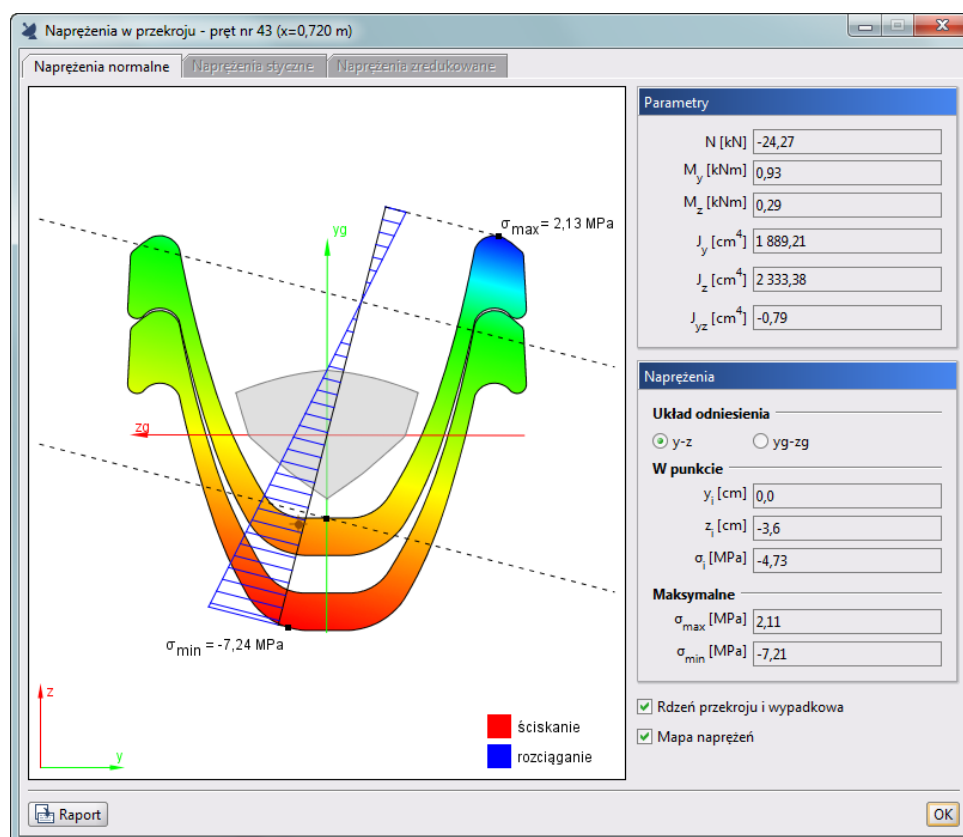 Naprężenia w przekroju - pręt nr 43 (x=0,720 m)
Naprężenia normalne
Naprężenia styczne
Naprężenia zredukowane
σmax= 2,13 MPa
yg
zg
σmin = -7,24 MPa
z
y
ściskanie
rozciąganie
Parametry
N [kN] -24,27
My [kNm] 0,93
Mz [kNm] 0,29
Jy [cm4] 1 889,21
Jz [cm4] 2 333,38
Jyz [cm4] -0,79
Naprężenia
Układ odniesienia
y-z
yg-zg
W punkcie
yi [cm] 0,0
zi [cm] -3,6
σi [MPa] -4,73
Maksymalne
σmax [MPa] 2,11
σmin [MPa] -7,21
Rdzeń przekroju i wypadkowa
Mapa naprężeń
Raport
OK